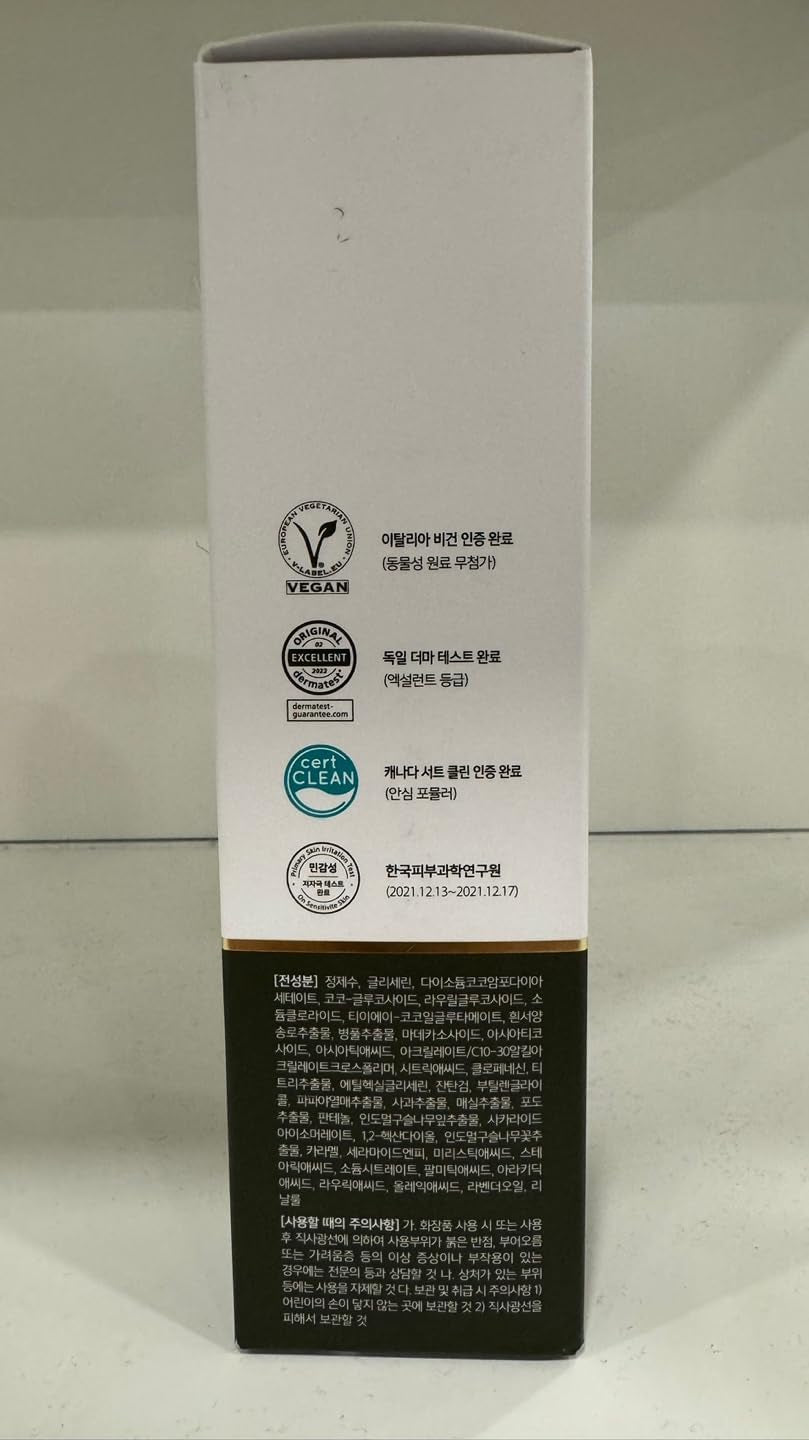 EUROPEAN VEGETARIAN UNION
V-LABEL.EU
VEGAN
이탈리아 비건 인증 완료
(동물성 원료 무첨가)
ORIGINAL
02
EXCELLENT
2022
dermatest
dermatest-
guarantee.com
독일 더마 테스트 완료
(엑설런트 등급)
cert
CLEAN
캐나다 서트 클린 인증 완료
(안심 포뮬러)
Primary Skin Irritation Test
민감성
저자극 테스트
완료
On Sensitivite Skin
한국피부과학연구원
(2021.12.13~2021.12.17)
[전성분] 정제수, 글리세린, 다이소듐코코암포다이아
세테이트, 코코-글루코사이드, 라우릴글루코사이드, 소
듐클로라이드, 티이에이-코코일글루타메이트, 흰서양
송로추출물, 병풀추출물, 마데카소사이드, 아시아티코
사이드, 아시아틱애씨드, 아크릴레이트/C10-30알킬아
크릴레이트크로스폴리머, 시트릭애씨드, 클로페네신, 티
트리추출물, 에틸헥실글리세린, 잔탄검, 부틸렌글라이
콜, 파파야열매추출물, 사과추출물, 매실추출물, 포도
추출물, 판테놀, 인도멀구슬나무잎추출물, 사카라이드
아이소머레이트, 1,2-헥산다이올, 인도멀구슬나무꽃추
출물, 카라멜, 세라마이드엔피, 미리스틱애씨드, 스테
아릭애씨드, 소듐시트레이트, 팔미틱애씨드, 아라키딕
애씨드, 라우릭애씨드, 올레익애씨드, 라벤더오일, 리
날룰
[사용할 때의 주의사항] 가. 화장품 사용 시 또는 사용
후 직사광선에 의하여 사용부위가 붉은 반점, 부어오름
또는 가려움증 등의 이상 증상이나 부작용이 있는
경우에는 전문의 등과 상담할 것 나. 상처가 있는 부위
등에는 사용을 자제할 것 다. 보관 및 취급 시 주의사항 1)
어린이의 손이 닿지 않는 곳에 보관할 것 2) 직사광선을
피해서 보관할 것